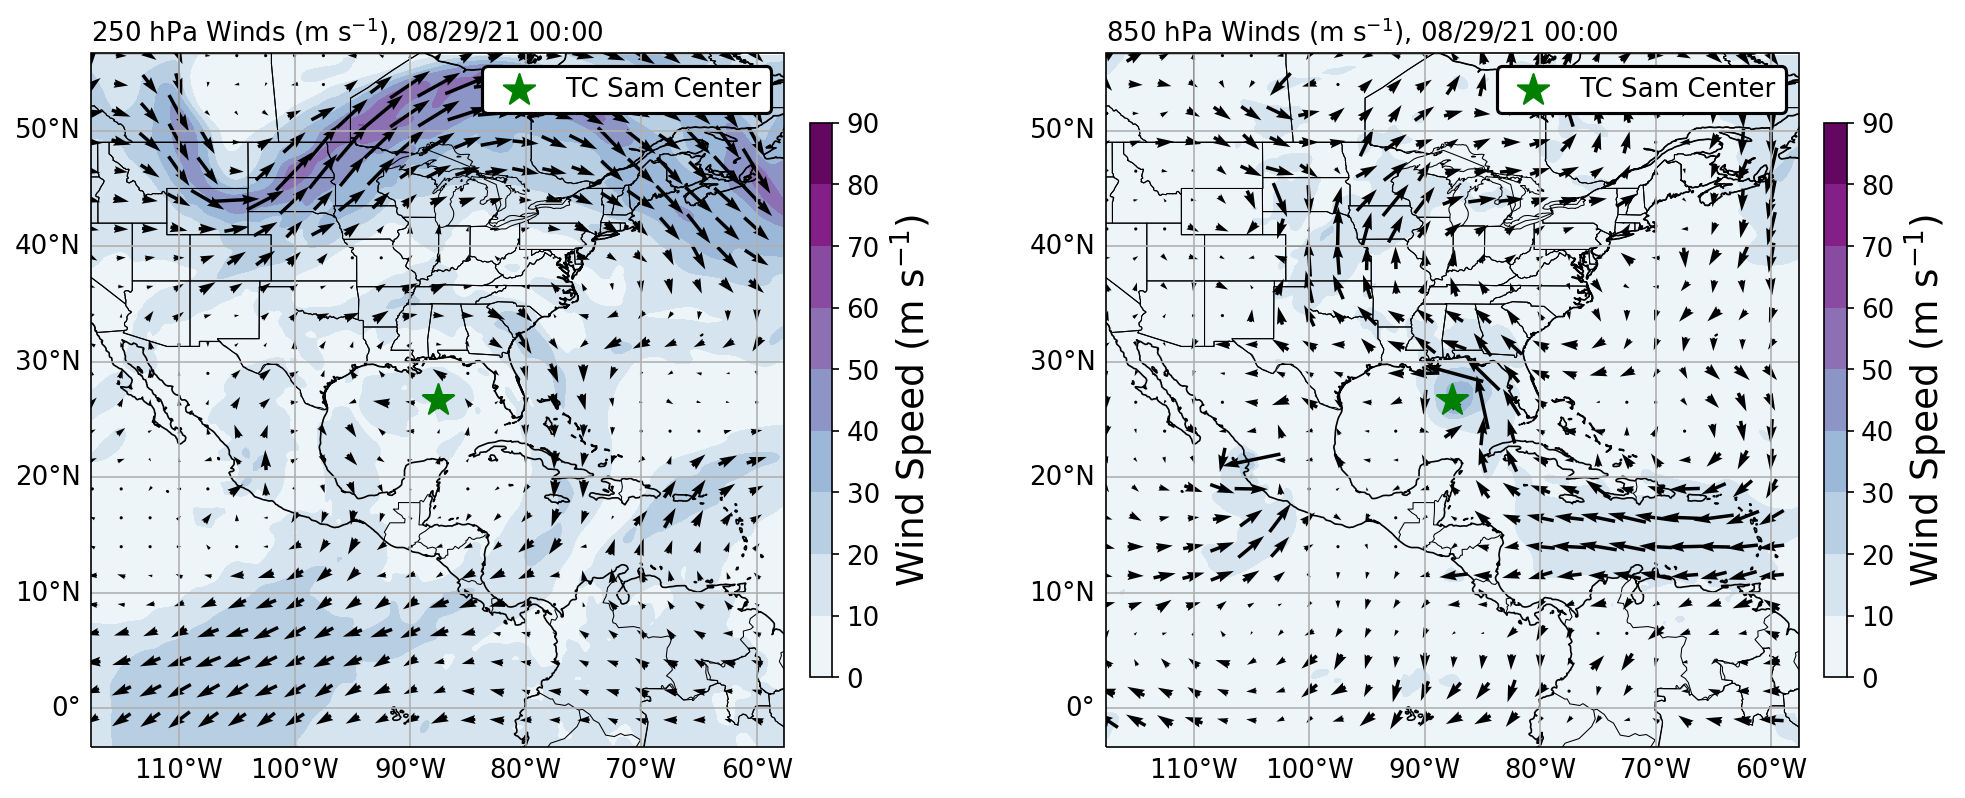 250 hPa Winds (m s⁻¹), 08/29/21 00:00
TC Sam Center
50°N
40°N
30°N
20°N
10°N
0°
110°W 100°W 90°W 80°W 70°W 60°W
90
80
70
60
50
40
30
20
10
0
Wind Speed (m s⁻¹)
850 hPa Winds (m s⁻¹), 08/29/21 00:00
TC Sam Center
50°N
40°N
30°N
20°N
10°N
0°
110°W 100°W 90°W 80°W 70°W 60°W
90
80
70
60
50
40
30
20
10
0
Wind Speed (m s⁻¹)